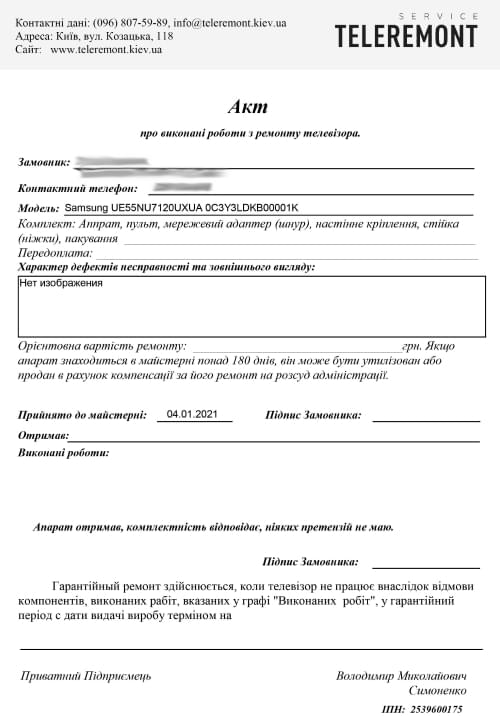 Контактні дані: (096) 807-59-89, info@teleremont.kiev.ua
Адреса: Київ, вул. Козацька, 118
Сайт: www.teleremont.kiev.ua
SERVICE
TELEREMONT
Акт
про виконані роботи з ремонту телевізора.
Замовник:
Контактний телефон:
Модель: Samsung UE55NU7120UXUA 0C3Y3LDKB00001K
Комплект: Аппрат, пульт, мережевий адаптер (шнур), настінне кріплення, стійка
(ніжки), пакування
Передоплата:
Характер дефектів несправності та зовнішнього вигляду:
Нет изображения
Орієнтовна вартість ремонту: грн. Якщо
апарат знаходиться в майстерні понад 180 днів, він може бути утилізован або
продан в рахунок компенсації за його ремонт на розсуд адміністрації.
Прийнято до майстерні: 04.01.2021 Підпис Замовника:
Отримав:
Виконані роботи:
Апарат отримав, комплектність відповідає, ніяких претензій не маю.
Підпис Замовника:
Гарантійный ремонт здійснюється, коли телевізор не працює внаслідок відмови
компонентів, виконаних рабіт, вказаних у графі "Виконаних робіт", у гарантійний
період с дати видачі виробу терміном на
Приватний Підприємець Володимир Миколайович
Симоненко
ІПН: 2539600175